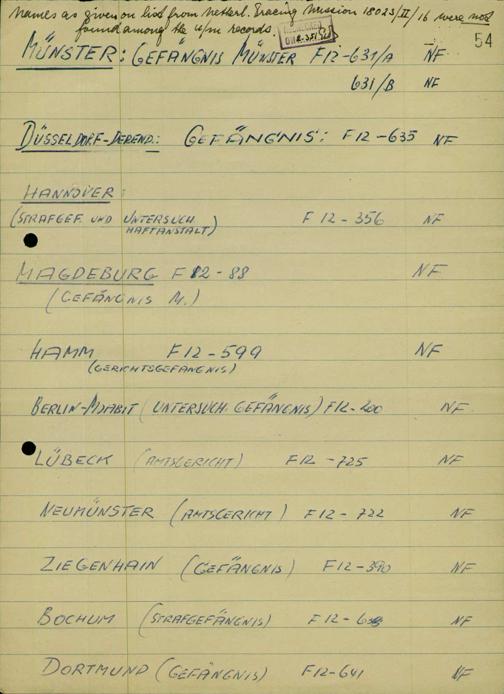 Names as given on list from Netherl. Tracing Mission 18023/II/16 were not
found among the u/m records.
54
MÜNSTER: GEFÄNGNIS MÜNSTER F12-631/A NF
631/B NF
DÜSSELDORF-DEREND.: GEFÄNGNIS: F12-635 NF
HANNOVER:
(STRAFGEF. UND UNTERSUCH. F12-356 NF
HAFTANSTALT)
MAGDEBURG F12-88 NF
(GEFÄNGNIS M.)
HAMM F12-599 NF
(GERICHTSGEFÄNGNIS)
BERLIN-MOABIT (UNTERSUCH. GEFÄNGNIS) F12-200 NF
LÜBECK (AMTSGERICHT) F12-725 NF
NEUMÜNSTER (AMTSGERICHT) F12-722 NF
ZIEGENHAIN (GEFÄNGNIS) F12-390 NF
BOCHUM (STRAFGEFÄNGNIS) NF
DORTMUND (GEFÄNGNIS) F12-641 NF